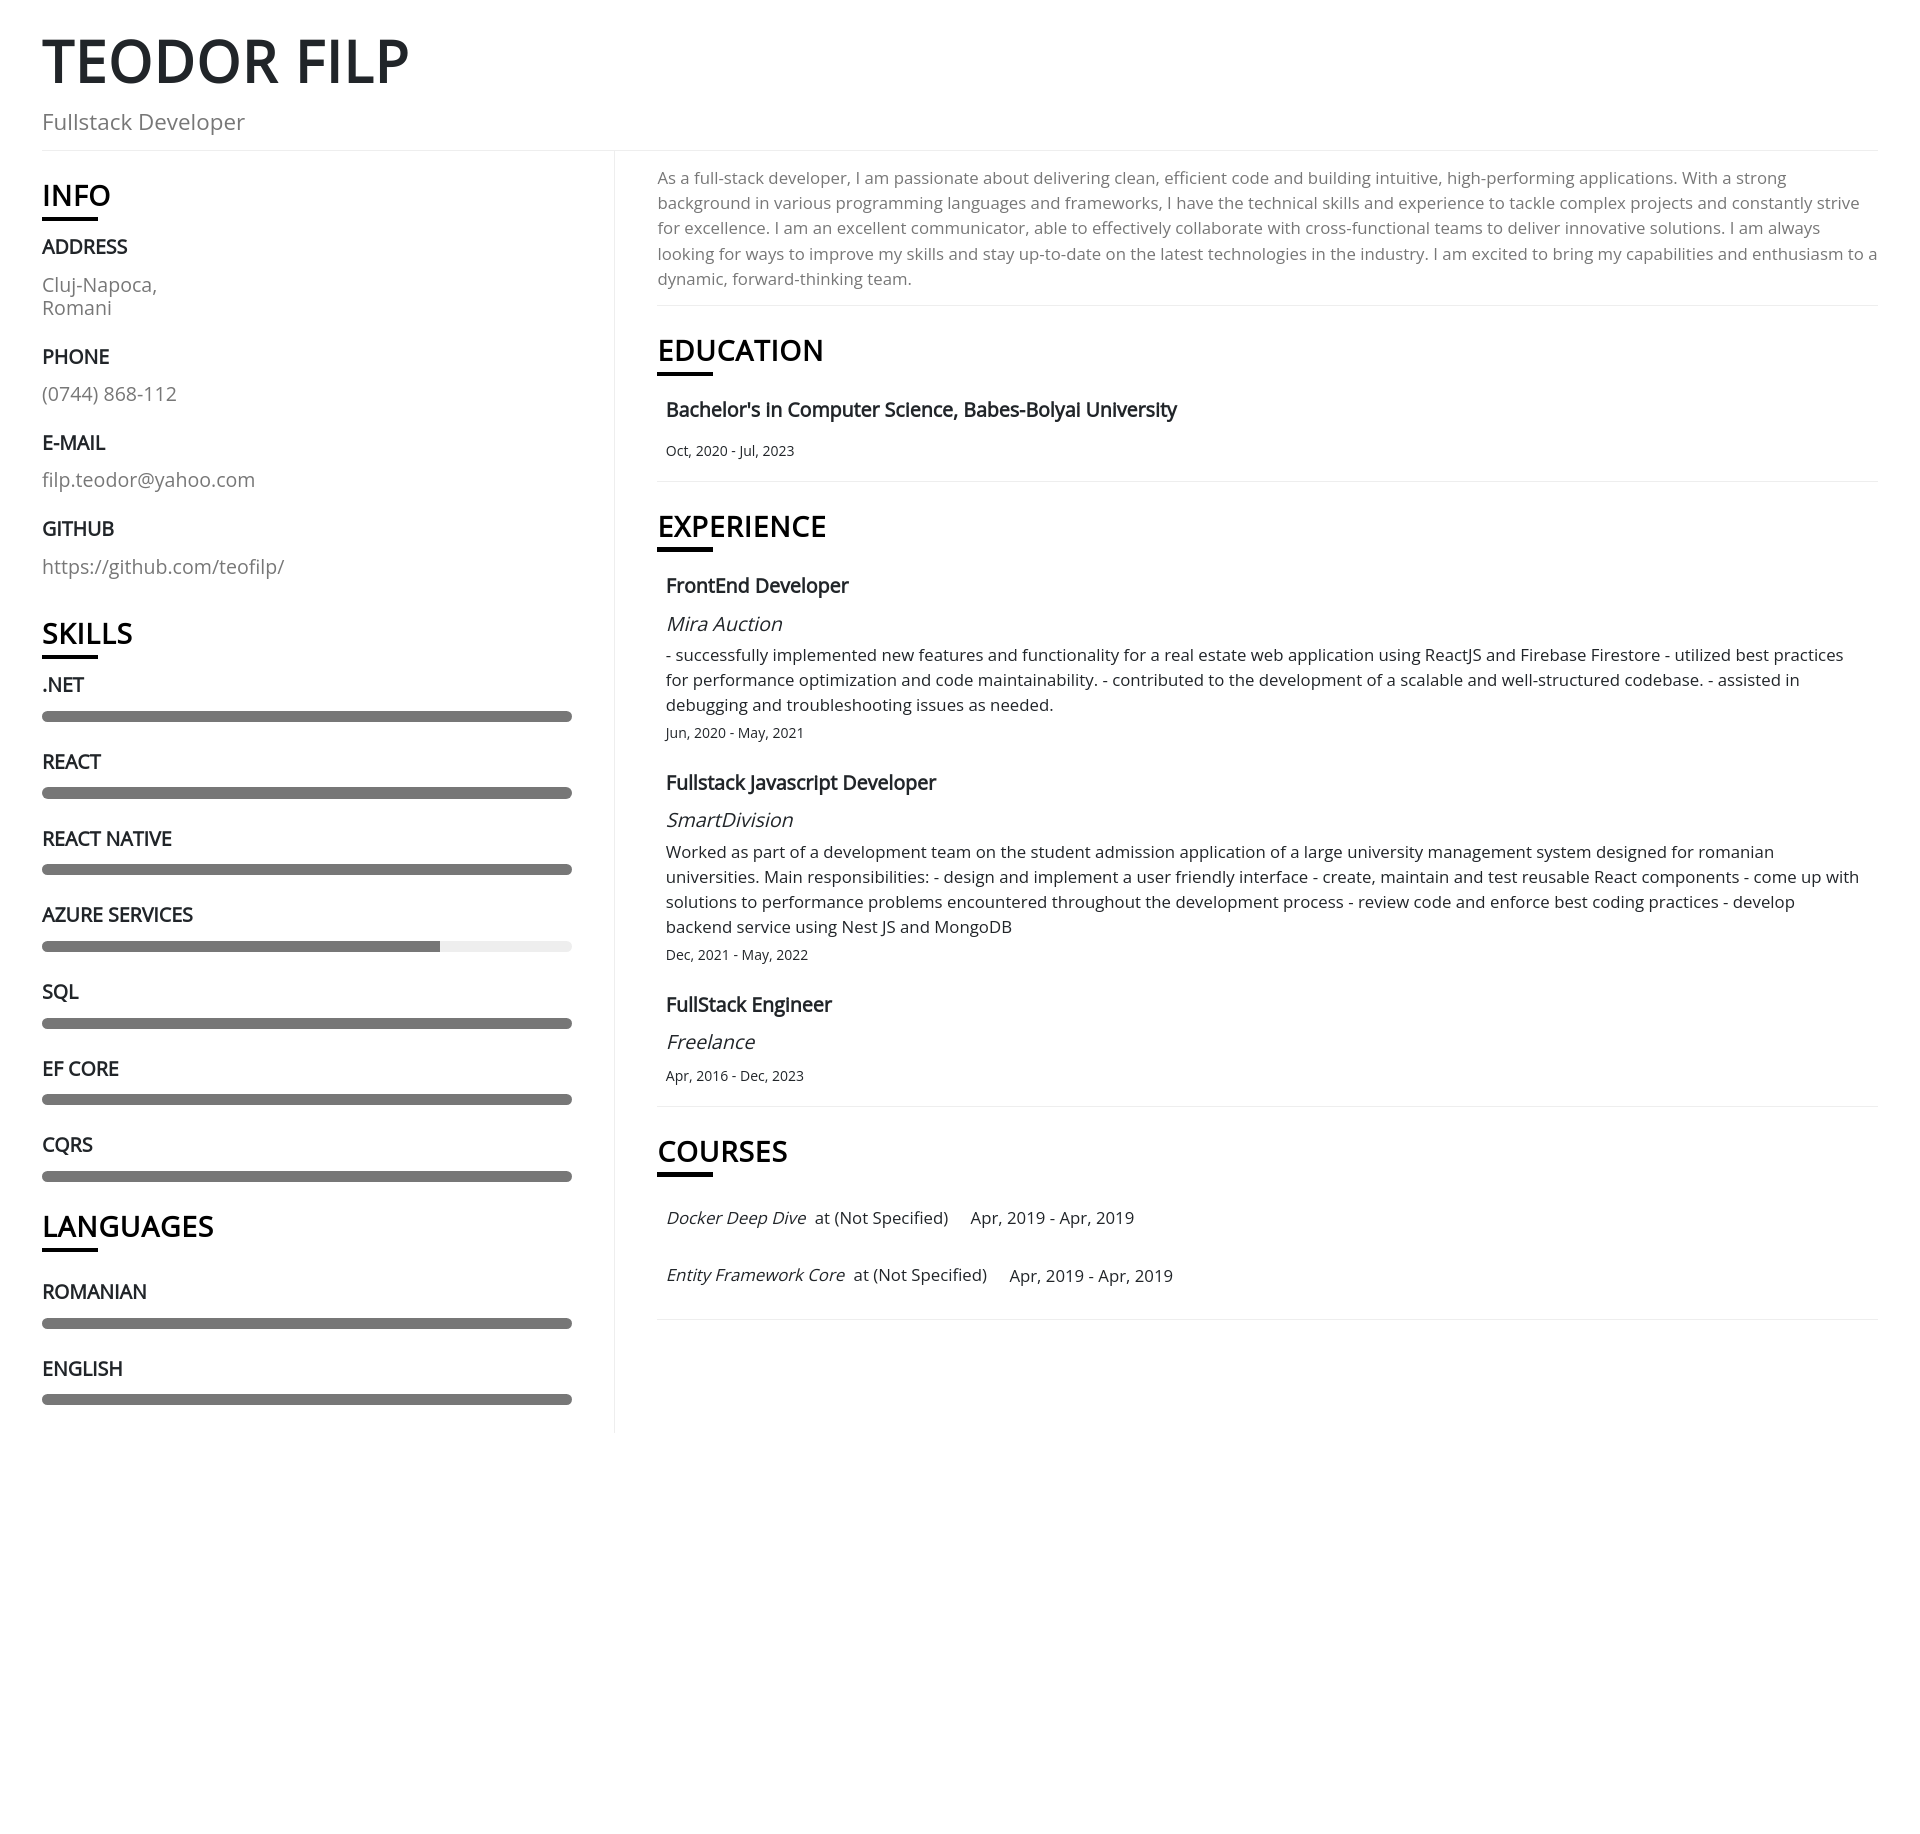 TEODOR FILP
Fullstack Developer
INFO
ADDRESS
Cluj-Napoca,
Romani
PHONE
(0744) 868-112
E-MAIL
filp.teodor@yahoo.com
GITHUB
https://github.com/teofilp/
SKILLS
.NET
REACT
REACT NATIVE
AZURE SERVICES
SQL
EF CORE
CQRS
LANGUAGES
ROMANIAN
ENGLISH
As a full-stack developer, I am passionate about delivering clean, efficient code and building intuitive, high-performing applications. With a strong
background in various programming languages and frameworks, I have the technical skills and experience to tackle complex projects and constantly strive
for excellence. I am an excellent communicator, able to effectively collaborate with cross-functional teams to deliver innovative solutions. I am always
looking for ways to improve my skills and stay up-to-date on the latest technologies in the industry. I am excited to bring my capabilities and enthusiasm to a
dynamic, forward-thinking team.
EDUCATION
Bachelor's in Computer Science, Babes-Bolyai University
Oct, 2020 - Jul, 2023
EXPERIENCE
FrontEnd Developer
Mira Auction
- successfully implemented new features and functionality for a real estate web application using ReactJS and Firebase Firestore - utilized best practices
for performance optimization and code maintainability. - contributed to the development of a scalable and well-structured codebase. - assisted in
debugging and troubleshooting issues as needed.
Jun, 2020 - May, 2021
Fullstack Javascript Developer
SmartDivision
Worked as part of a development team on the student admission application of a large university management system designed for romanian
universities. Main responsibilities: - design and implement a user friendly interface - create, maintain and test reusable React components - come up with
solutions to performance problems encountered throughout the development process - review code and enforce best coding practices - develop
backend service using Nest JS and MongoDB
Dec, 2021 - May, 2022
FullStack Engineer
Freelance
Apr, 2016 - Dec, 2023
COURSES
Docker Deep Dive at (Not Specified) Apr, 2019 - Apr, 2019
Entity Framework Core at (Not Specified) Apr, 2019 - Apr, 2019